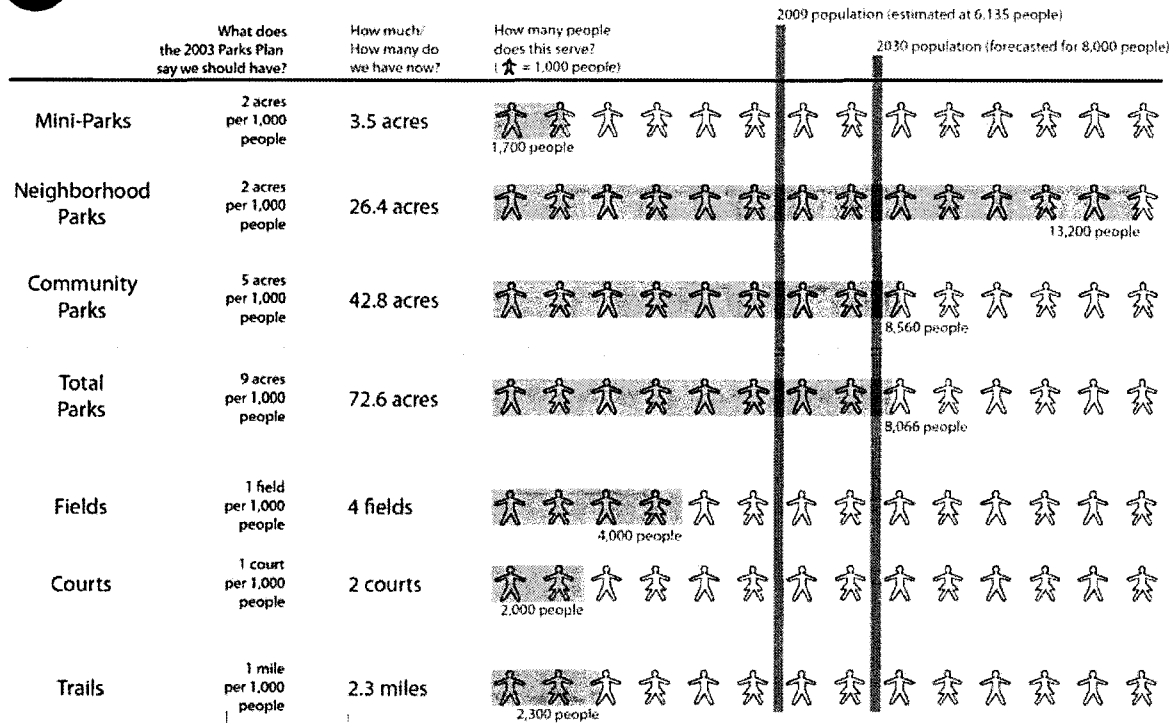 2009 population (estimated at 6,135 people)
2030 population (forecasted for 8,000 people)
What does
the 2003 Parks Plan
say we should have?
How much/
How many do
we have now?
How many people
does this serve?
( = 1,000 people)
Mini-Parks
2 acres
per 1,000
people
3.5 acres
1,700 people
Neighborhood
Parks
2 acres
per 1,000
people
26.4 acres
13,200 people
Community
Parks
5 acres
per 1,000
people
42.8 acres
8,560 people
Total
Parks
9 acres
per 1,000
people
72.6 acres
8,066 people
Fields
1 field
per 1,000
people
4 fields
4,000 people
Courts
1 court
per 1,000
people
2 courts
2,000 people
Trails
1 mile
per 1,000
people
2.3 miles
2,300 people